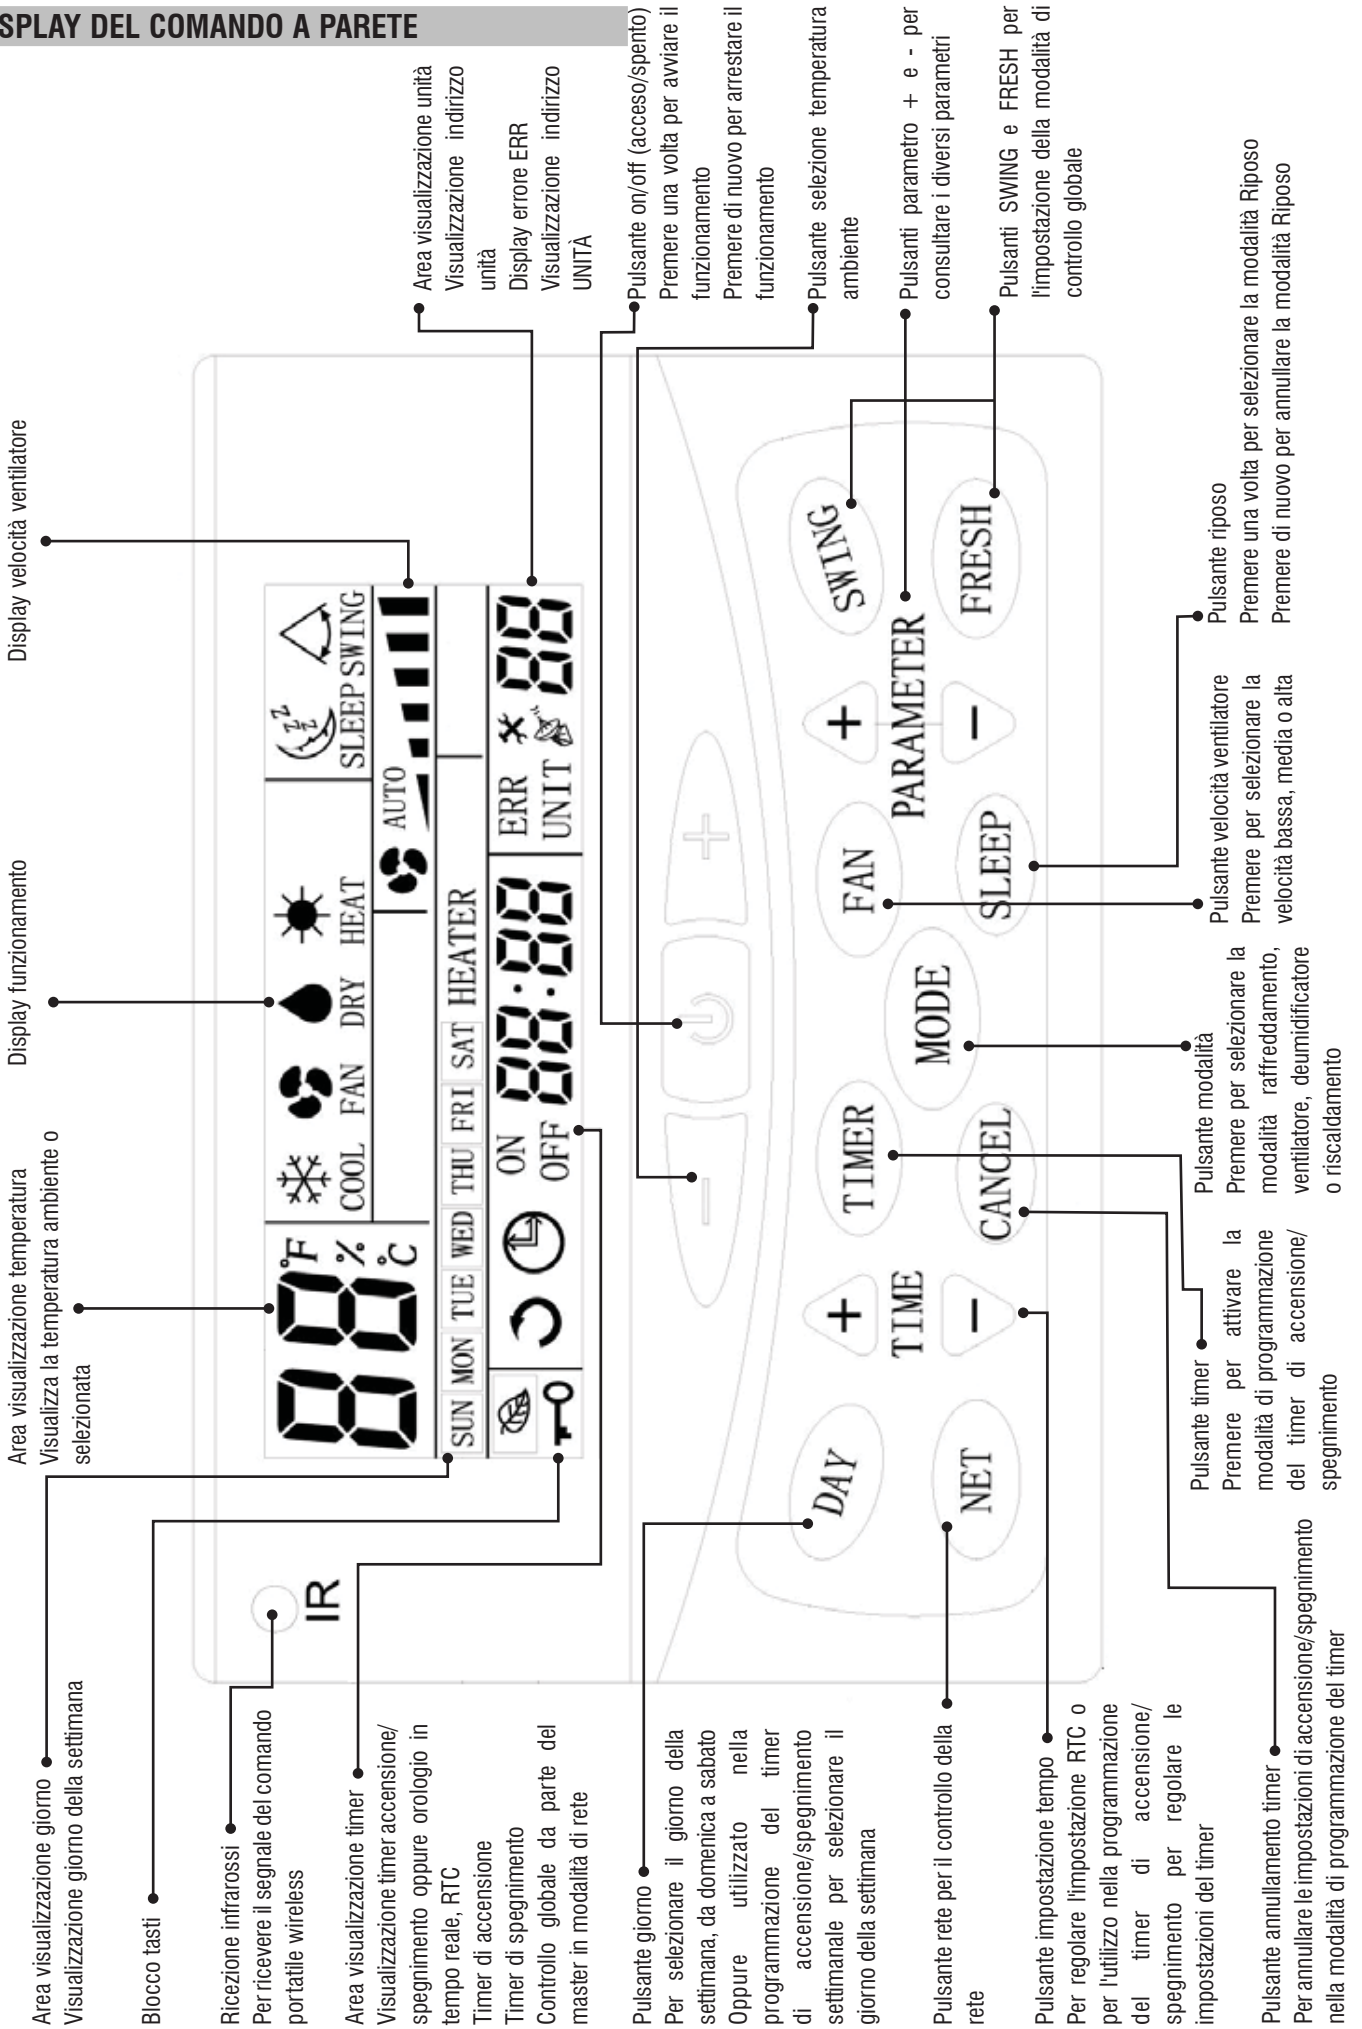 SPLAY DEL COMANDO A PARETE
Area visualizzazione giorno
Visualizzazione giorno della settimana
Blocco tasti
Ricezione infrarossi
Per ricevere il segnale del comando
portatile wireless
Area visualizzazione timer
Visualizzazione timer accensione/
spegnimento oppure orologio in
tempo reale, RTC
Timer di accensione
Timer di spegnimento
Controllo globale da parte del
master in modalità di rete
Pulsante giorno
Per selezionare il giorno della
settimana, da domenica a sabato
Oppure utilizzato nella
programmazione del timer
di accensione/spegnimento
settimanale per selezionare il
giorno della settimana
Pulsante rete per il controllo della
rete
Pulsante impostazione tempo
Per regolare l'impostazione RTC o
per l'utilizzo nella programmazione
del timer di accensione/
spegnimento per regolare le
impostazioni del timer
Pulsante annullamento timer
Per annullare le impostazioni di accensione/spegnimento
nella modalità di programmazione del timer
Area visualizzazione temperatura
Visualizza la temperatura ambiente o
selezionata
Display funzionamento
Display velocità ventilatore
IR
88 °F % °C
COOL FAN DRY HEAT
SLEEP SWING
AUTO
SUN MON TUE WED THU FRI SAT HEATER
ON
OFF
88:88
ERR
UNIT
88
− +
DAY
NET
+
TIME
−
TIMER
CANCEL
MODE
FAN
SLEEP
+
PARAMETER
−
SWING
FRESH
Pulsante timer
Premere per attivare la
modalità di programmazione
del timer di accensione/
spegnimento
Pulsante modalità
Premere per selezionare la
modalità raffreddamento,
ventilatore, deumidificatore
o riscaldamento
Pulsante velocità ventilatore
Premere per selezionare la
velocità bassa, media o alta
Pulsante riposo
Premere una volta per selezionare la modalità Riposo
Premere di nuovo per annullare la modalità Riposo
Area visualizzazione unità
Visualizzazione indirizzo
unità
Display errore ERR
Visualizzazione indirizzo
UNITÀ
Pulsante on/off (acceso/spento)
Premere una volta per avviare il
funzionamento
Premere di nuovo per arrestare il
funzionamento
Pulsante selezione temperatura
ambiente
Pulsanti parametro + e - per
consultare i diversi parametri
Pulsanti SWING e FRESH per
l'impostazione della modalità di
controllo globale